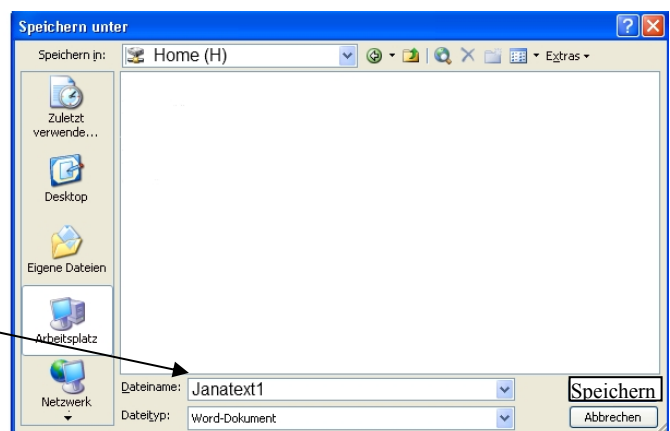 Speichern unter
Speichern in: Home (H) Extras
Zuletzt
verwende...
Desktop
Eigene Dateien
Arbeitsplatz
Netzwerk
Dateiname: Janatext1 Speichern
Dateityp: Word-Dokument Abbrechen